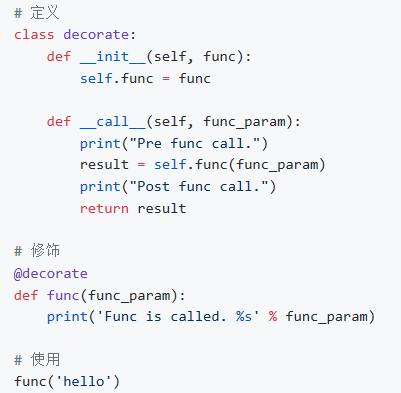 # 定义
class decorate:
    def __init__(self, func):
        self.func = func

    def __call__(self, func_param):
        print("Pre func call.")
        result = self.func(func_param)
        print("Post func call.")
        return result

# 修饰
@decorate
def func(func_param):
    print('Func is called. %s' % func_param)

# 使用
func('hello')